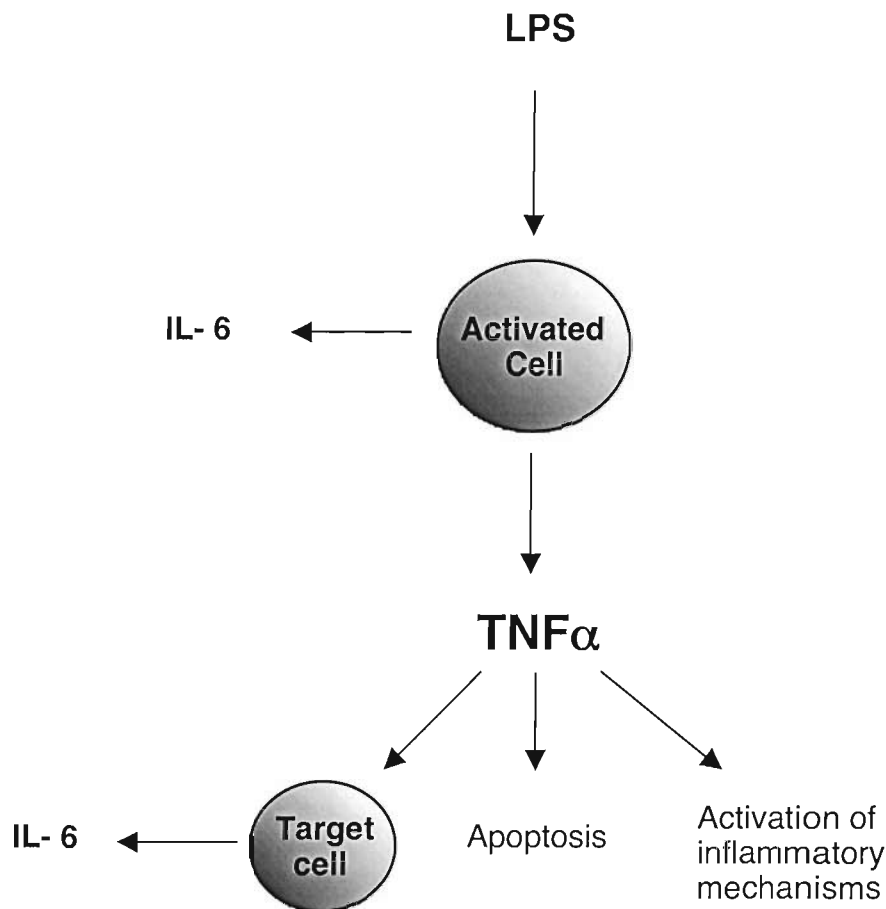 LPS
IL- 6
Activated
Cell
TNFα
IL- 6
Target
cell
Apoptosis
Activation of
inflammatory
mechanisms